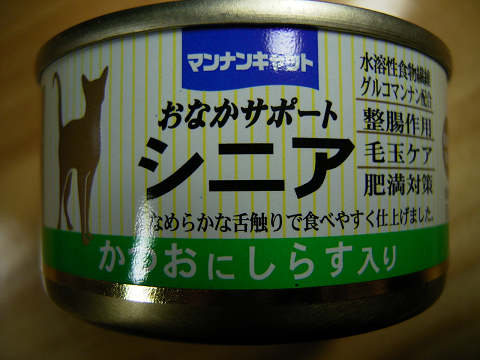 マンナンキャット
水溶性食物繊維
グルコマンナン配合
おなかサポート
シニア
整腸作用
毛玉ケア
肥満対策
なめらかな舌触りで食べやすく仕上げました。
かつおにしらす入り